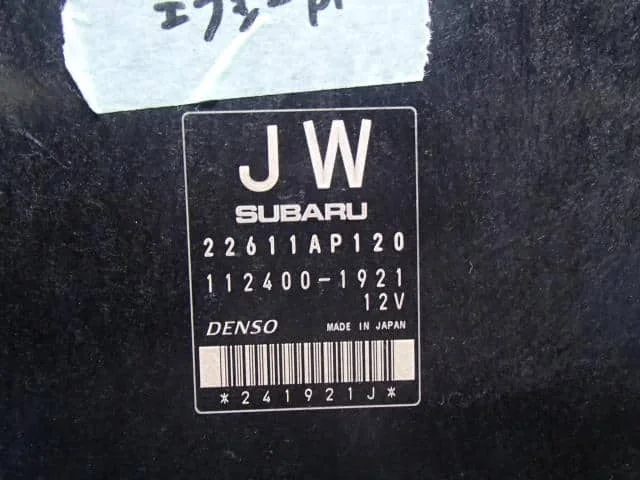 JW
SUBARU
22611AP120
112400-1921
12V
DENSO MADE IN JAPAN
*241921J*